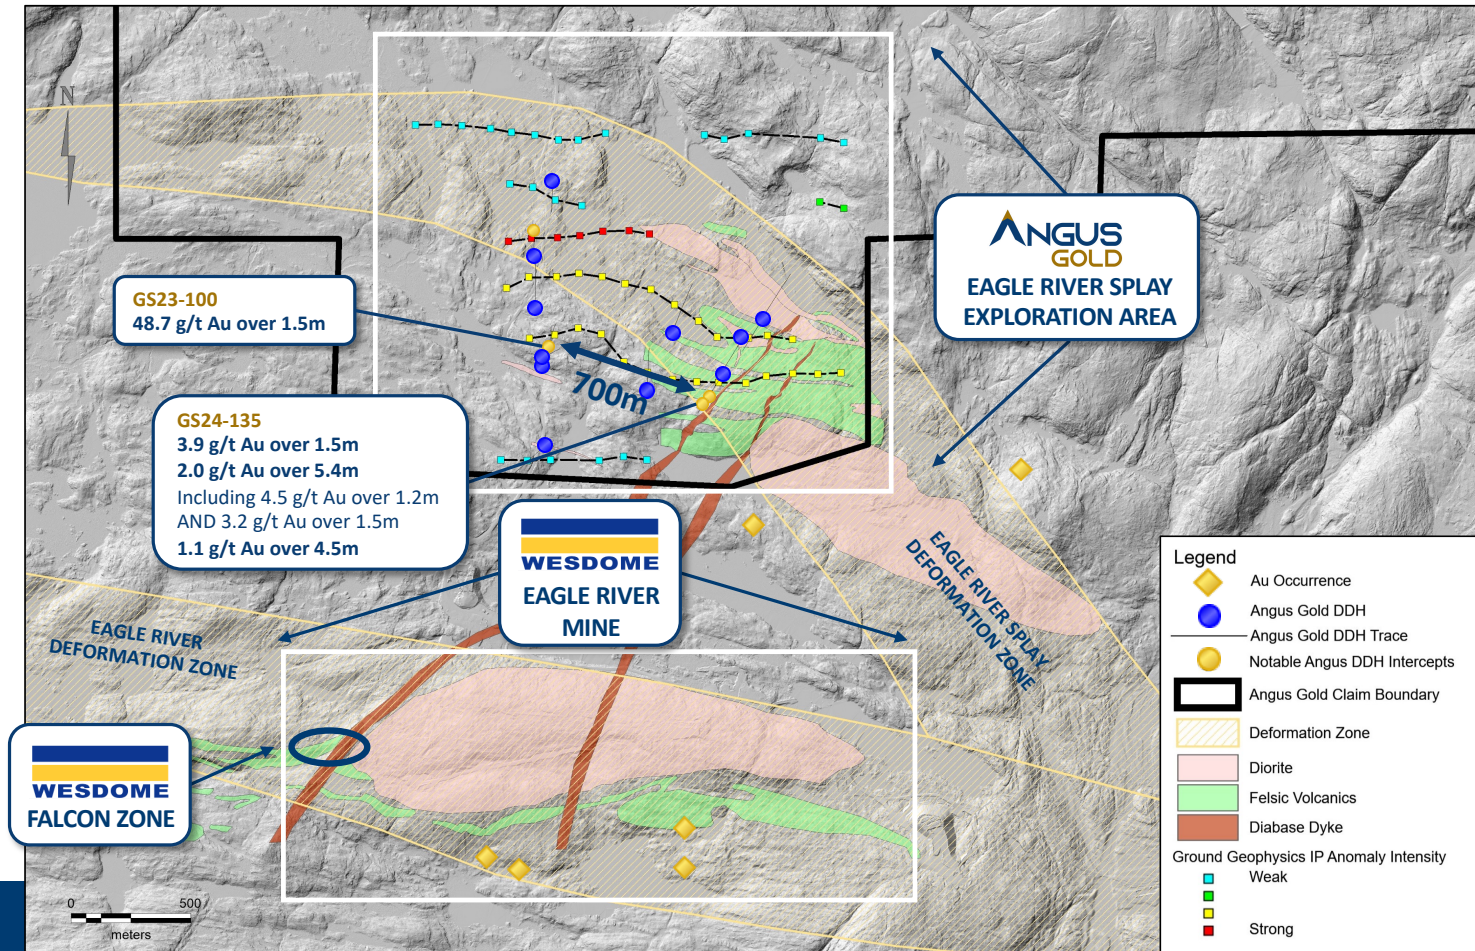 N
GS23-100
48.7 g/t Au over 1.5m
700m
ANGUS
GOLD
EAGLE RIVER SPLAY
EXPLORATION AREA
GS24-135
3.9 g/t Au over 1.5m
2.0 g/t Au over 5.4m
Including 4.5 g/t Au over 1.2m
AND 3.2 g/t Au over 1.5m
1.1 g/t Au over 4.5m
WESDOME
EAGLE RIVER
MINE
EAGLE RIVER SPLAY
DEFORMATION ZONE
EAGLE RIVER
DEFORMATION ZONE
WESDOME
FALCON ZONE
0 500
meters
Legend
Au Occurrence
Angus Gold DDH
Angus Gold DDH Trace
Notable Angus DDH Intercepts
Angus Gold Claim Boundary
Deformation Zone
Diorite
Felsic Volcanics
Diabase Dyke
Ground Geophysics IP Anomaly Intensity
Weak
Strong